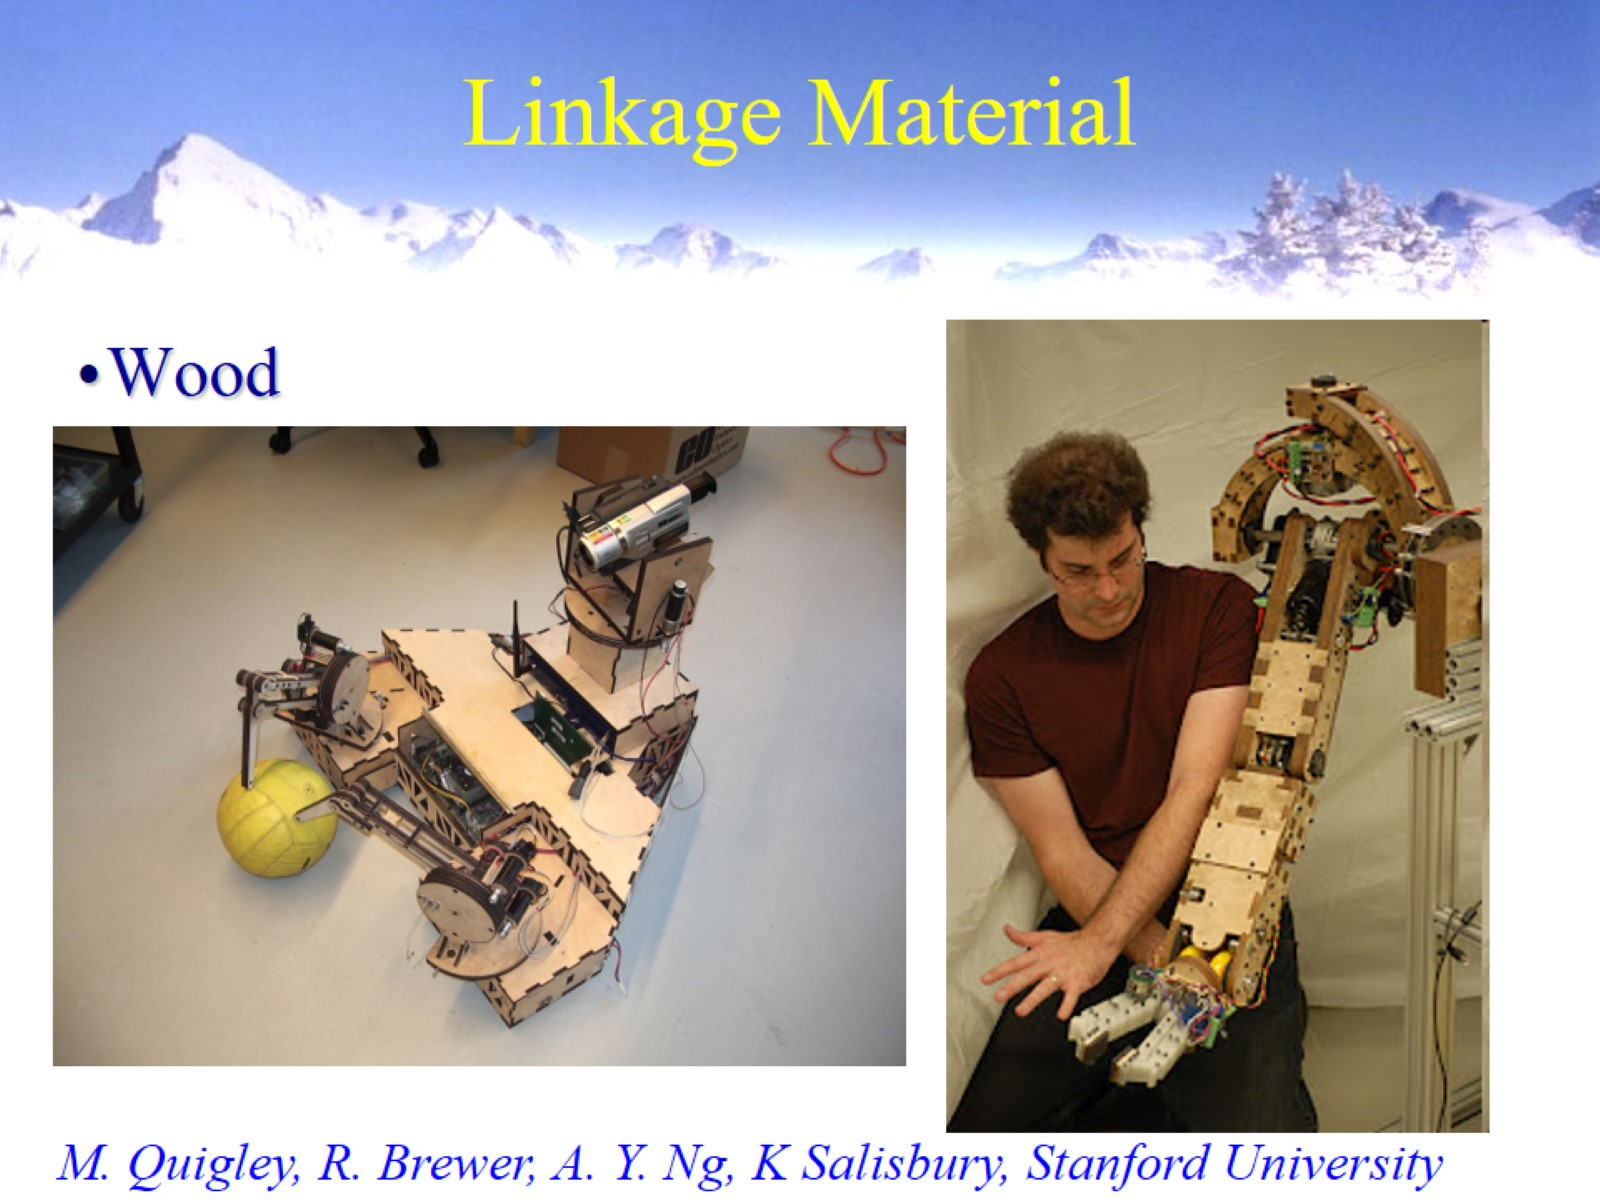 Linkage Material
•Wood
M. Quigley, R. Brewer, A. Y. Ng, K Salisbury, Stanford University